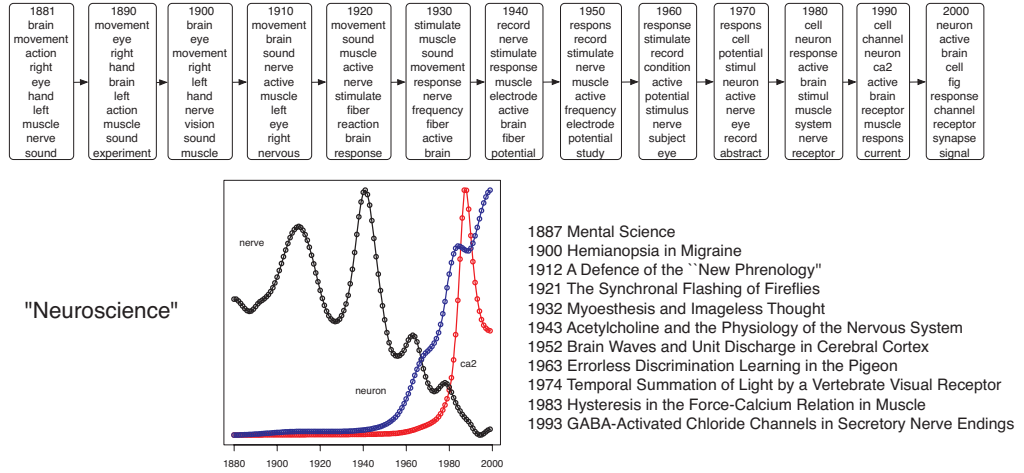 1881
brain
movement
action
right
eye
hand
left
muscle
nerve
sound
1890
movement
eye
right
hand
brain
left
action
muscle
sound
experiment
1900
brain
eye
movement
right
left
hand
nerve
vision
sound
muscle
1910
movement
brain
sound
nerve
active
muscle
left
eye
right
nervous
1920
movement
sound
muscle
active
nerve
stimulate
fiber
reaction
brain
response
1930
stimulate
muscle
sound
movement
response
nerve
frequency
fiber
active
brain
1940
record
nerve
stimulate
response
muscle
electrode
active
brain
fiber
potential
1950
respons
record
stimulate
nerve
muscle
active
frequency
electrode
potential
study
1960
response
stimulate
record
condition
active
potential
stimulus
nerve
subject
eye
1970
respons
cell
potential
stimul
neuron
active
nerve
eye
record
abstract
1980
cell
neuron
response
active
brain
stimul
muscle
system
nerve
receptor
1990
cell
channel
neuron
ca2
active
brain
receptor
muscle
respons
current
2000
neuron
active
brain
cell
fig
response
channel
receptor
synapse
signal
"Neuroscience"
nerve
neuron
ca2
1880 1900 1920 1940 1960 1980 2000
1887 Mental Science
1900 Hemianopsia in Migraine
1912 A Defence of the ``New Phrenology''
1921 The Synchronal Flashing of Fireflies
1932 Myoesthesis and Imageless Thought
1943 Acetylcholine and the Physiology of the Nervous System
1952 Brain Waves and Unit Discharge in Cerebral Cortex
1963 Errorless Discrimination Learning in the Pigeon
1974 Temporal Summation of Light by a Vertebrate Visual Receptor
1983 Hysteresis in the Force-Calcium Relation in Muscle
1993 GABA-Activated Chloride Channels in Secretory Nerve Endings